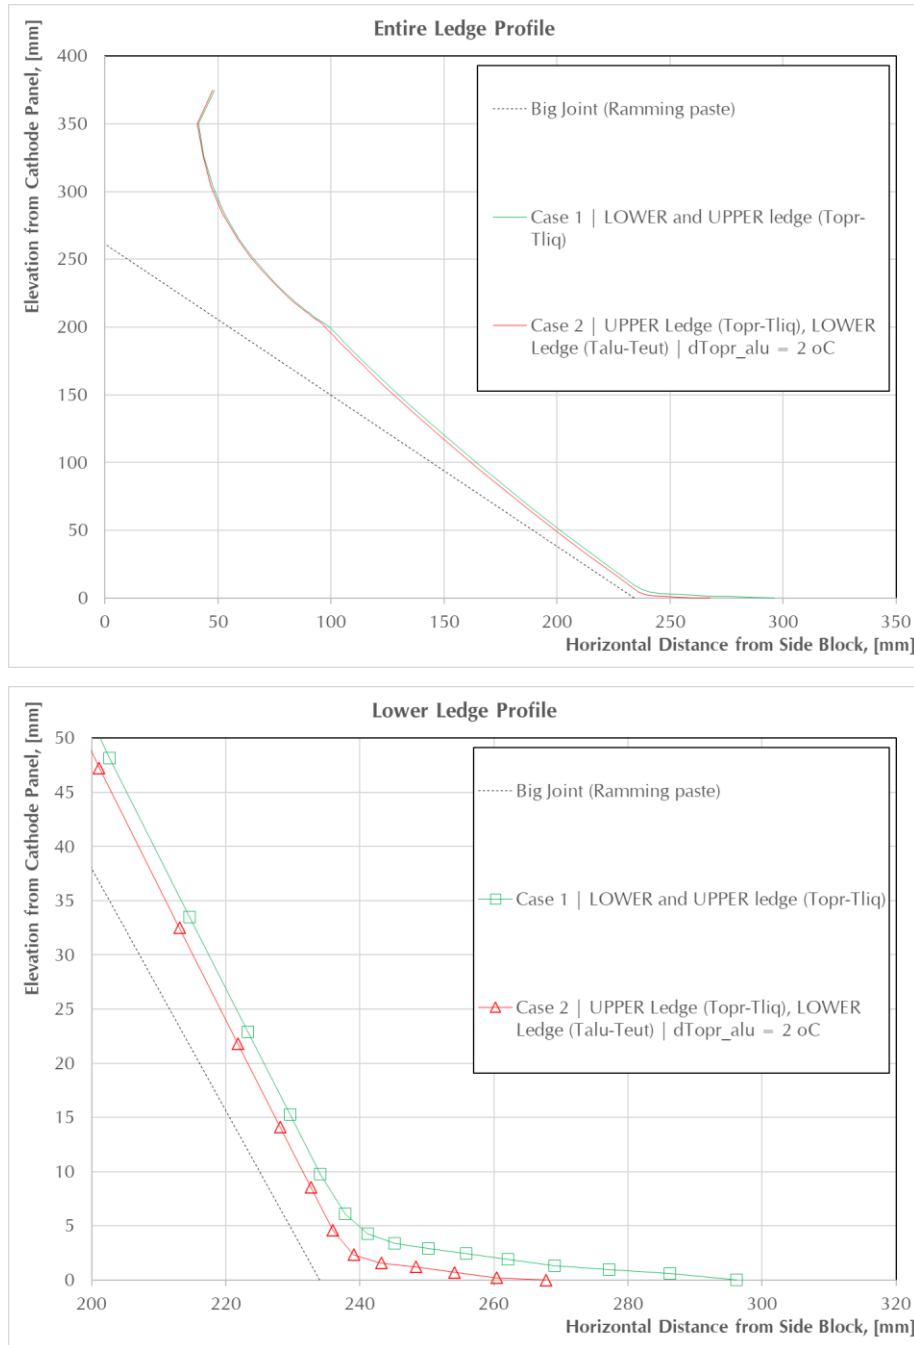 Entire Ledge Profile
Elevation from Cathode Panel, [mm]
400
350
300
250
200
150
100
50
0
Big Joint (Ramming paste)
Case 1 | LOWER and UPPER ledge (Topr-
Tliq)
Case 2 | UPPER Ledge (Topr-Tliq), LOWER
Ledge (Talu-Teut) | dTopr_alu = 2 oC
0 50 100 150 200 250 300 350
Horizontal Distance from Side Block, [mm]
Lower Ledge Profile
Elevation from Cathode Panel, [mm]
50
45
40
35
30
25
20
15
10
5
0
Big Joint (Ramming paste)
Case 1 | LOWER and UPPER ledge (Topr-Tliq)
Case 2 | UPPER Ledge (Topr-Tliq), LOWER
Ledge (Talu-Teut) | dTopr_alu = 2 oC
200 220 240 260 280 300 320
Horizontal Distance from Side Block, [mm]